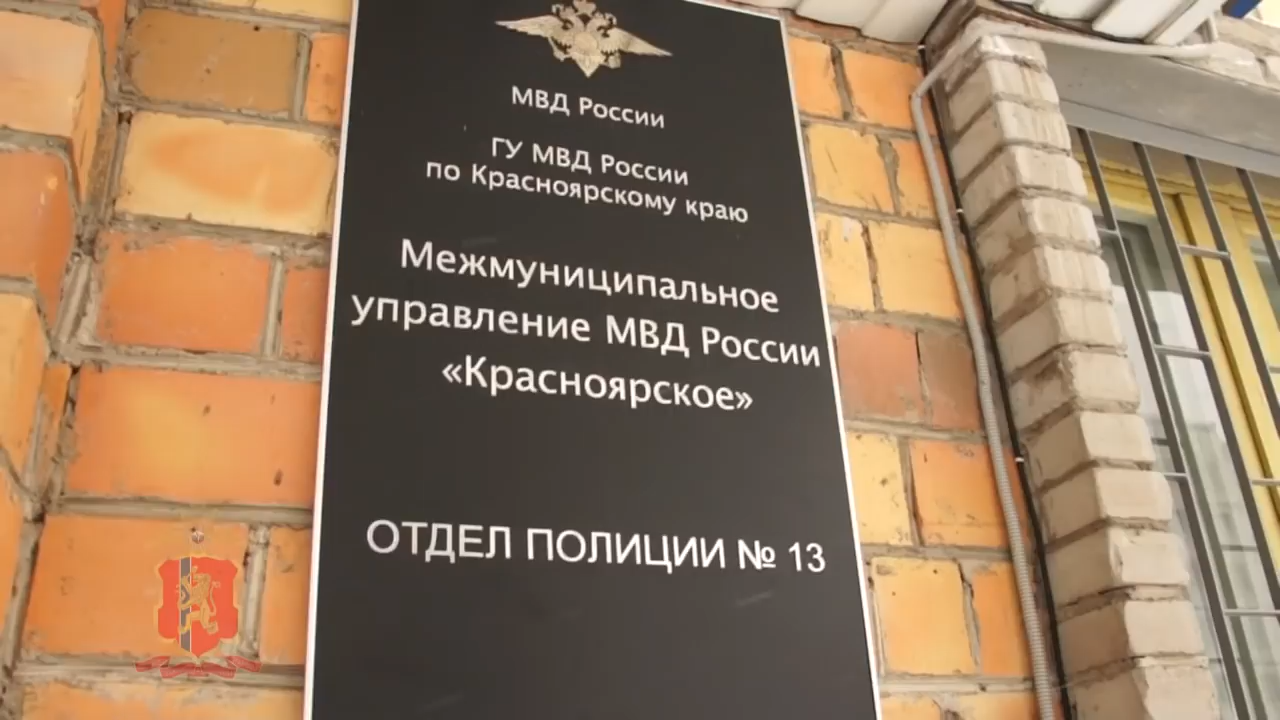 МВД России
ГУ МВД России
по Красноярскому краю
Межмуниципальное
управление МВД России
«Красноярское»
ОТДЕЛ ПОЛИЦИИ № 13